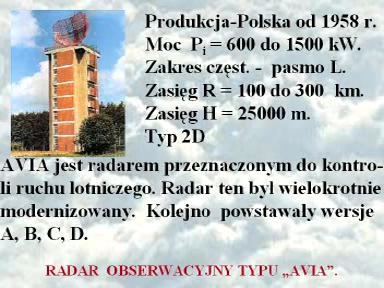 Produkcja-Polska od 1958 r.
Moc Pi = 600 do 1500 kW.
Zakres częst. - pasmo L.
Zasięg R = 100 do 300 km.
Zasięg H = 25000 m.
Typ 2D
AVIA jest radarem przeznaczonym do kontro-
li ruchu lotniczego. Radar ten był wielokrotnie
modernizowany. Kolejno powstawały wersje
A, B, C, D.
RADAR OBSERWACYJNY TYPU „AVIA”.